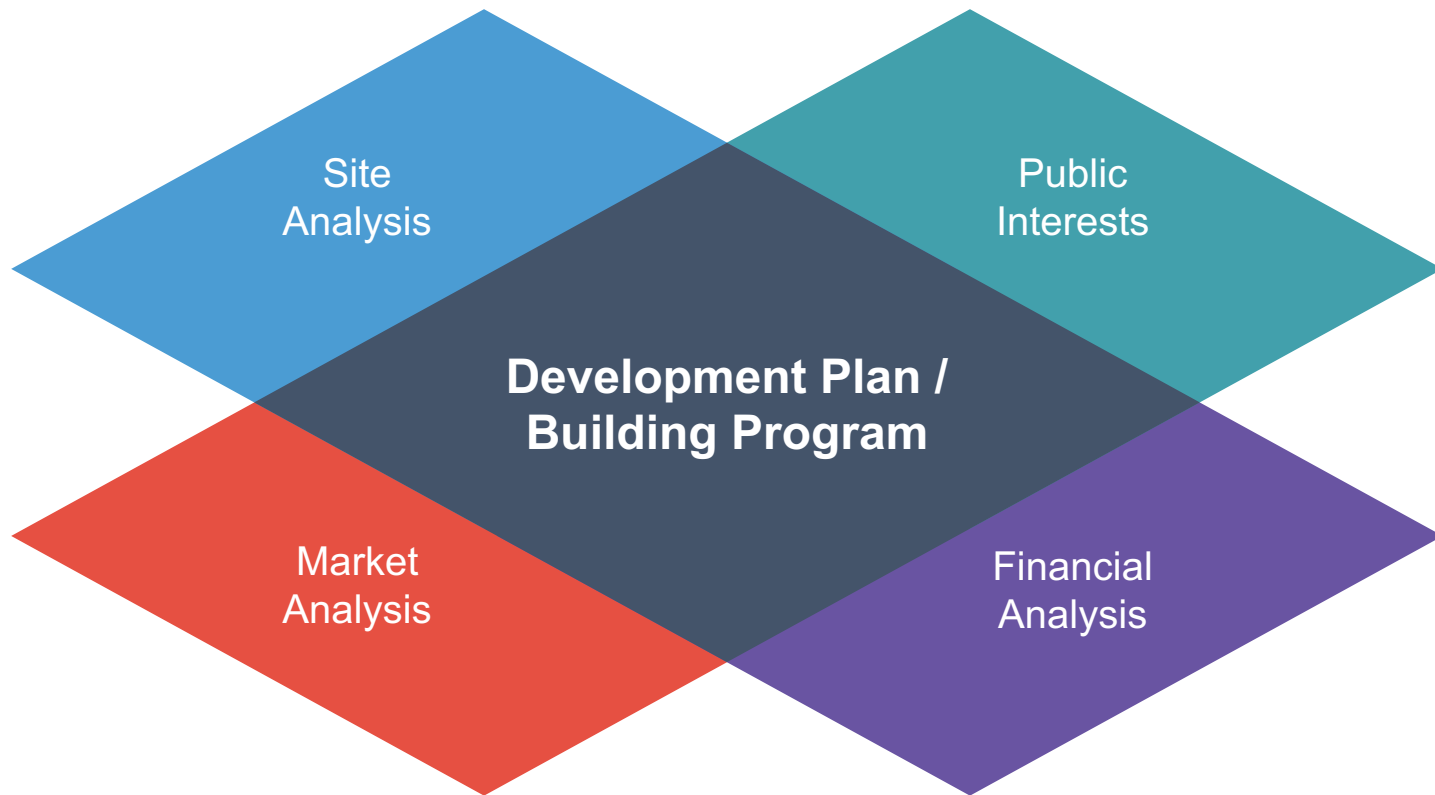 Site
Analysis
Public
Interests
Development Plan /
Building Program
Market
Analysis
Financial
Analysis